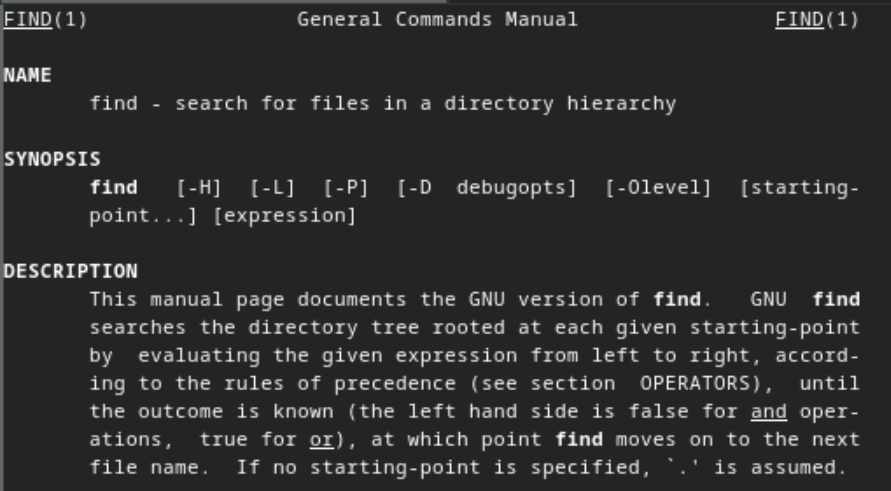 FIND(1) General Commands Manual FIND(1)
NAME
find - search for files in a directory hierarchy
SYNOPSIS
find [-H] [-L] [-P] [-D debugopts] [-Olevel] [starting-
point...] [expression]
DESCRIPTION
This manual page documents the GNU version of find. GNU find
searches the directory tree rooted at each given starting-point
by evaluating the given expression from left to right, accord-
ing to the rules of precedence (see section OPERATORS), until
the outcome is known (the left hand side is false for and oper-
ations, true for or), at which point find moves on to the next
file name. If no starting-point is specified, `.' is assumed.